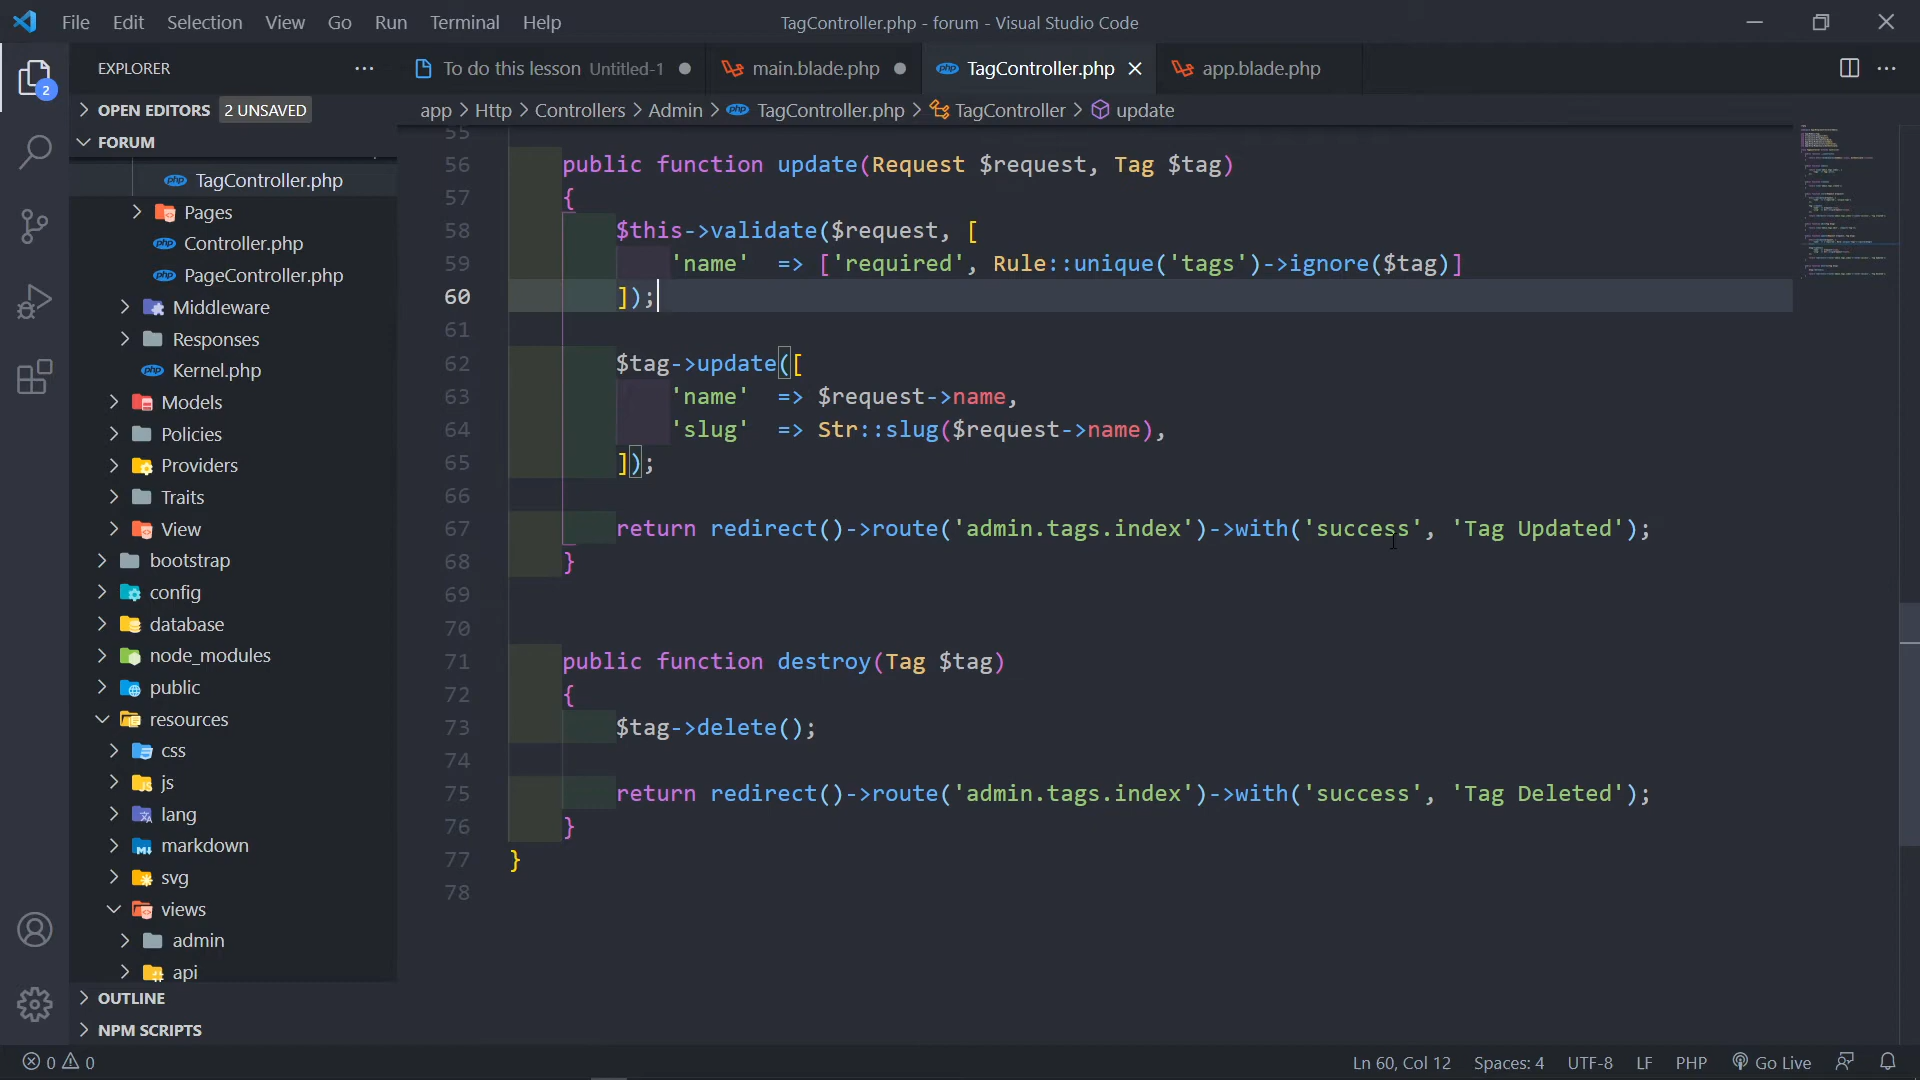 File Edit Selection View Go Run Terminal Help
TagController.php - forum - Visual Studio Code
EXPLORER
To do this lesson Untitled-1
main.blade.php
TagController.php
app.blade.php
2
OPEN EDITORS 2 UNSAVED
app > Http > Controllers > Admin > TagController.php > TagController > update
FORUM
TagController.php
Pages
Controller.php
PageController.php
Middleware
Responses
Kernel.php
Models
Policies
Providers
Traits
View
bootstrap
config
database
node_modules
public
resources
css
js
lang
markdown
svg
views
admin
api
OUTLINE
NPM SCRIPTS
55
56 public function update(Request $request, Tag $tag)
57 {
58 $this->validate($request, [
59 'name' => ['required', Rule::unique('tags')->ignore($tag)]
60 ]);
61
62 $tag->update([
63 'name' => $request->name,
64 'slug' => Str::slug($request->name),
65 ]);
66
67 return redirect()->route('admin.tags.index')->with('success', 'Tag Updated');
68 }
69
70
71 public function destroy(Tag $tag)
72 {
73 $tag->delete();
74
75 return redirect()->route('admin.tags.index')->with('success', 'Tag Deleted');
76 }
77 }
78
0 0
Ln 60, Col 12 Spaces: 4 UTF-8 LF PHP Go Live